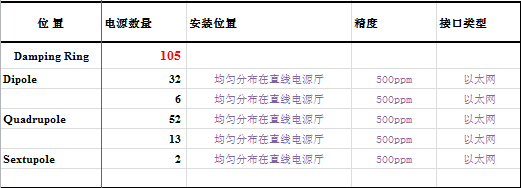 位 置 电源数量 安装位置 精度 接口类型
Damping Ring 105
Dipole 32 均匀分布在直线电源厅 500ppm 以太网
6 均匀分布在直线电源厅 500ppm 以太网
Quadrupole 52 均匀分布在直线电源厅 500ppm 以太网
13 均匀分布在直线电源厅 500ppm 以太网
Sextupole 2 均匀分布在直线电源厅 500ppm 以太网